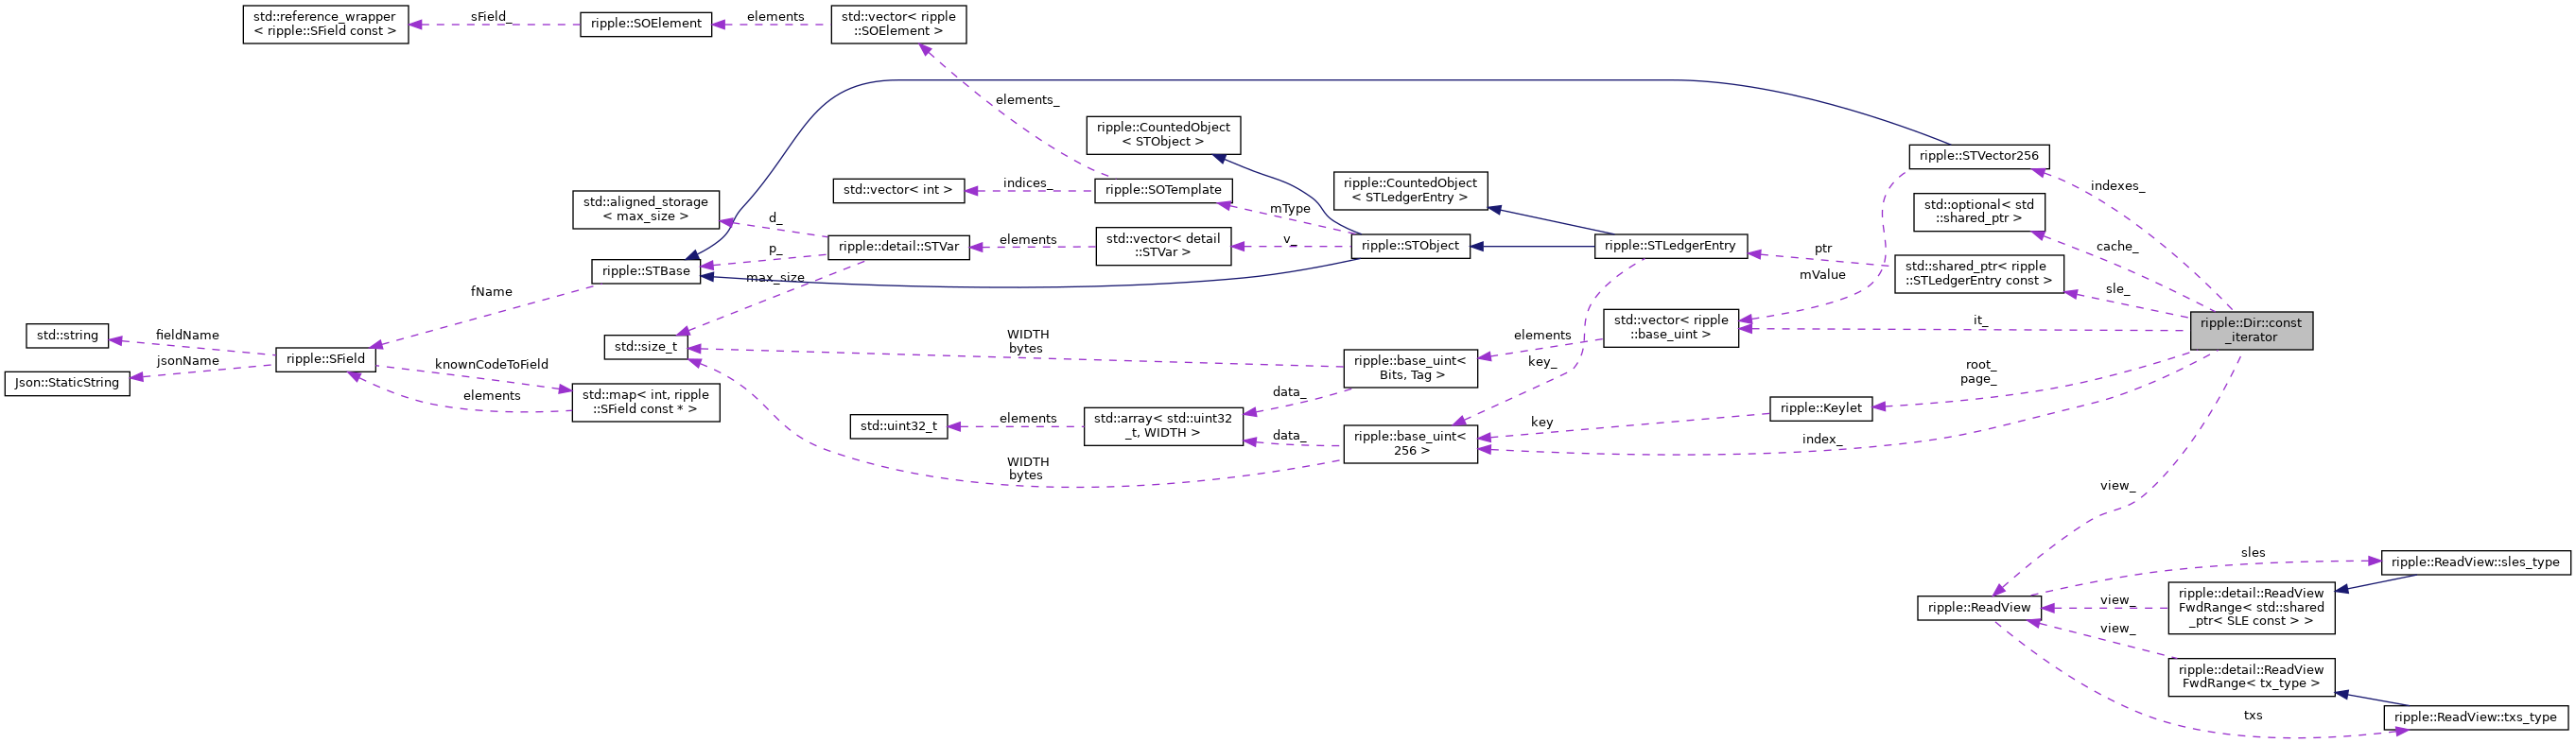 std::reference_wrapper
< ripple::SField const >
sField_
ripple::SOElement
elements
std::vector< ripple
::SOElement >
elements_
ripple::CountedObject
< STObject >
ripple::STVector256
indexes_
std::vector< int >
indices_
ripple::SOTemplate
ripple::CountedObject
< STLedgerEntry >
std::aligned_storage
< max_size >
d_
mType
std::optional< std
::shared_ptr >
cache_
ripple::detail::STVar
elements
std::vector< detail
::STVar >
v_
ripple::STObject
ripple::STLedgerEntry
ptr
p_
ripple::STBase
max_size
mValue
std::shared_ptr< ripple
::STLedgerEntry const >
sle_
fName
std::string
fieldName
jsonName
Json::StaticString
ripple::SField
knownCodeToField
elements
std::map< int, ripple
::SField const * >
std::size_t
WIDTH
bytes
ripple::base_uint<
Bits, Tag >
elements
std::vector< ripple
::base_uint >
it_
ripple::Dir::const
_iterator
key_
root_
page_
data_
std::uint32_t
elements
std::array< std::uint32
_t, WIDTH >
data_
ripple::base_uint<
256 >
key
ripple::Keylet
index_
WIDTH
bytes
view_
sles
ripple::ReadView::sles_type
ripple::ReadView
view_
ripple::detail::ReadView
FwdRange< std::shared
_ptr< SLE const > >
view_
ripple::detail::ReadView
FwdRange< tx_type >
txs
ripple::ReadView::txs_type